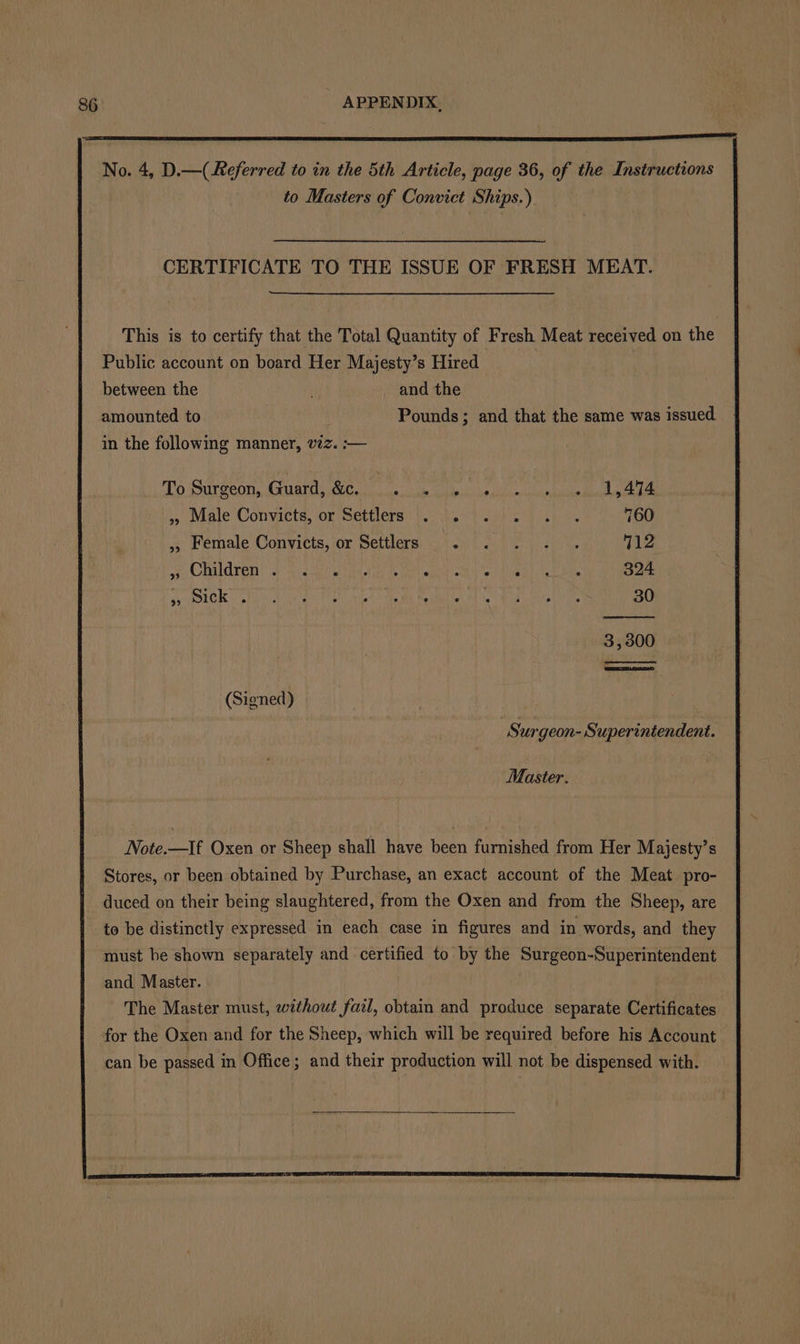 86 APPENDIX.
No. 4, D.—(Referred to in the 5th Article, page 36, of the Instructions
to Masters of Convict Ships.)
CERTIFICATE TO THE ISSUE OF FRESH MEAT.
This is to certify that the Total Quantity of Fresh Meat received on the
Public account on board Her Majesty's Hired
between the and the
amounted to Pounds; and that the same was issued
in the following manner, viz. :—
To Surgeon, Guard, &c. . . . . . . . . 1,474
„ Male Convicts, or Settlers . . . . . . 760
„ Female Convicts, or Settlers . . . . . 712
„ Children . . . . . . . . . . . 324
„ Sick . . . . . . . . . . . . 30
3,300
(Signed)
Surgeon-Superintendent.
Master.
Note.—If Oxen or Sheep shall have been furnished from Her Majesty's
Stores, or been obtained by Purchase, an exact account of the Meat pro-
duced on their being slaughtered, from the Oxen and from the Sheep, are
to be distinctly expressed in each case in figures and in words, and they
must be shown separately and certified to by the Surgeon-Superintendent
and Master.
The Master must, without fail, obtain and produce separate Certificates
for the Oxen and for the Sheep, which will be required before his Account
can be passed in Office; and their production will not be dispensed with.